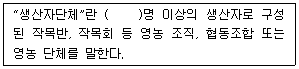 “생산자단체”란 (　　)명 이상의 생산자로 구성
된 작목반, 작목회 등 영농 조직, 협동조합 또는
영농 단체를 말한다.